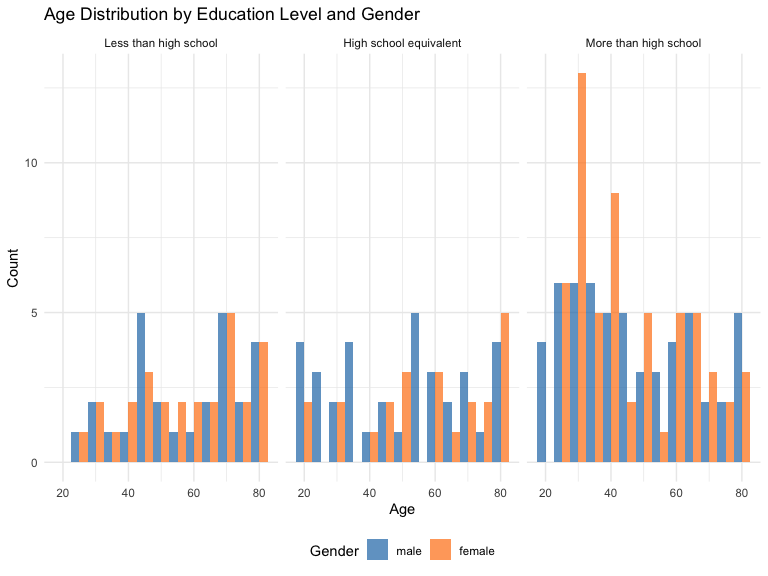 Age Distribution by Education Level and Gender
Less than high school
High school equivalent
More than high school
10
5
0
Count
20 40 60 80
20 40 60 80
20 40 60 80
Age
Gender male female